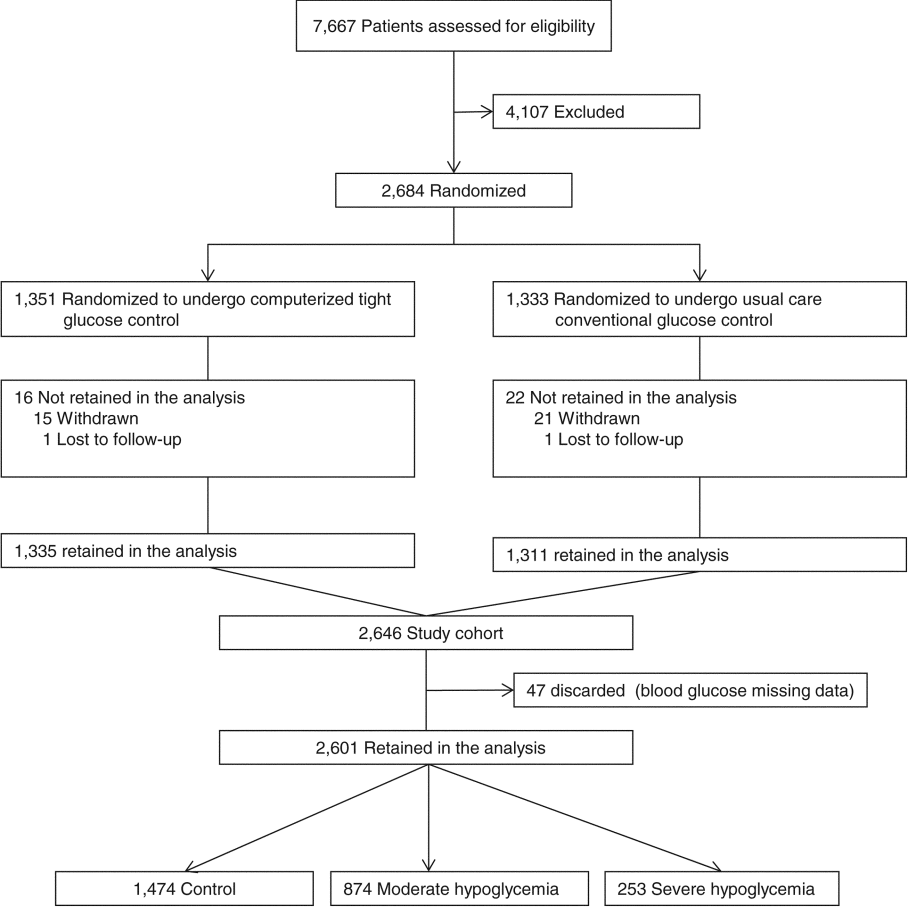 7,667 Patients assessed for eligibility
4,107 Excluded
2,684 Randomized
1,351 Randomized to undergo computerized tight
glucose control
1,333 Randomized to undergo usual care
conventional glucose control
16 Not retained in the analysis
15 Withdrawn
1 Lost to follow-up
22 Not retained in the analysis
21 Withdrawn
1 Lost to follow-up
1,335 retained in the analysis
1,311 retained in the analysis
2,646 Study cohort
47 discarded (blood glucose missing data)
2,601 Retained in the analysis
1,474 Control
874 Moderate hypoglycemia
253 Severe hypoglycemia